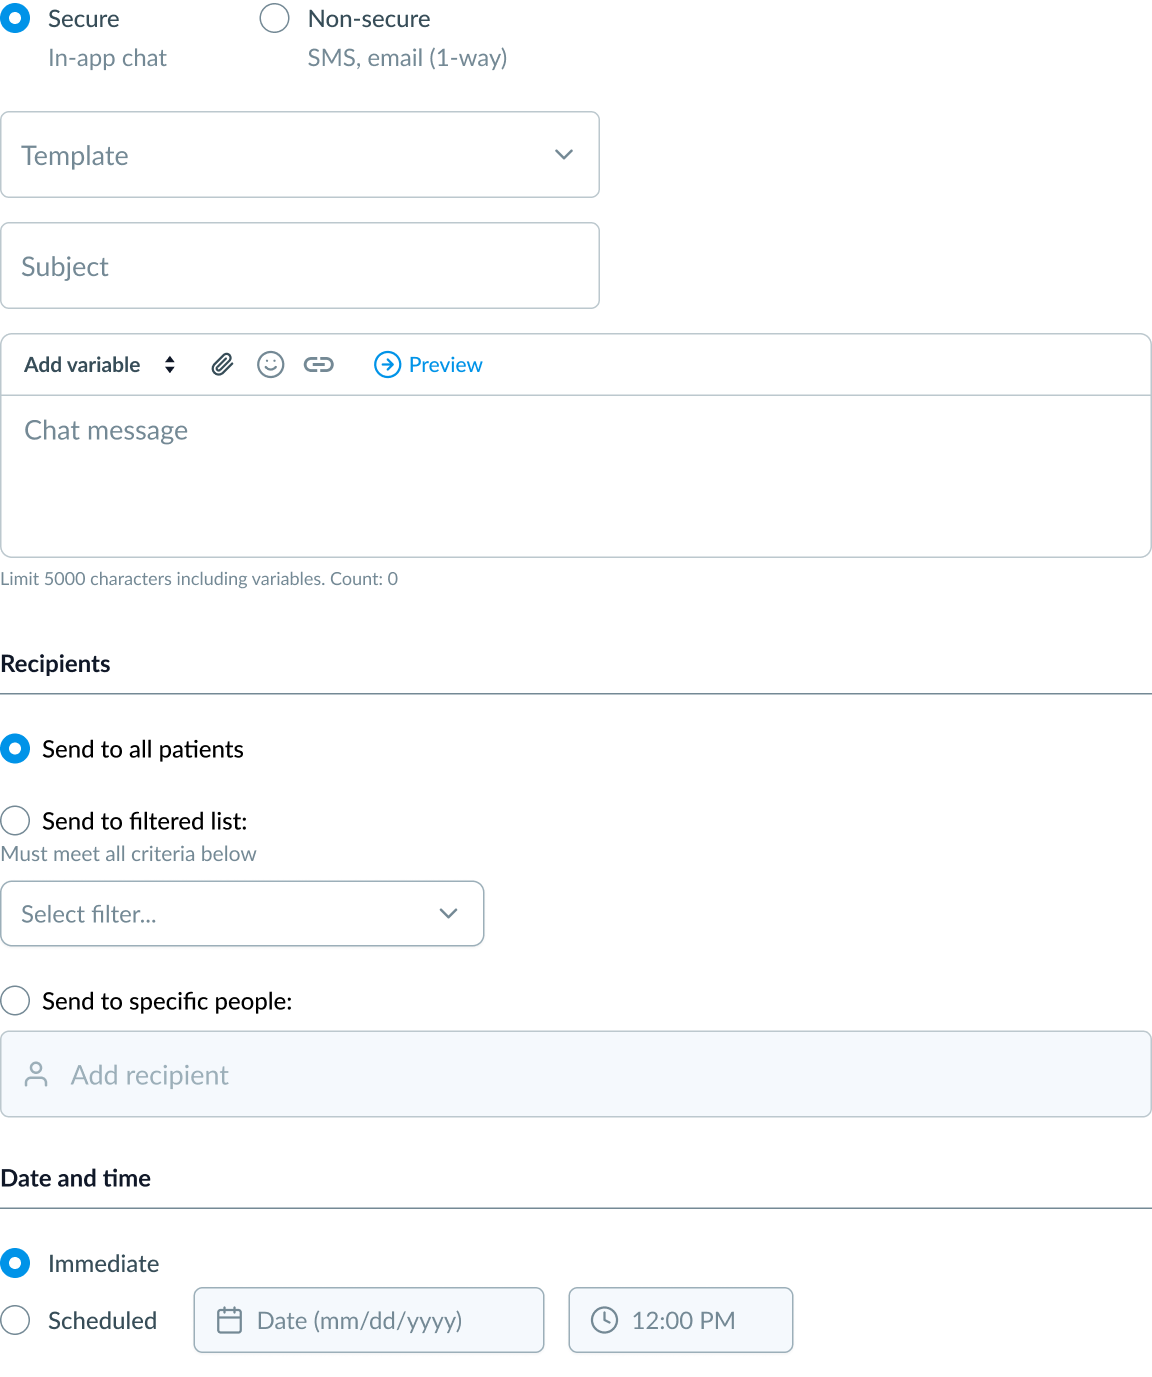 Secure
Non-secure
In-app chat
SMS, email (1-way)
Template
Subject
Add variable
Preview
Chat message
Limit 5000 characters including variables. Count: 0
Recipients
Send to all patients
Send to filtered list:
Must meet all criteria below
Select filter...
Send to specific people:
Add recipient
Date and time
Immediate
Scheduled
Date (mm/dd/yyyy)
12:00 PM